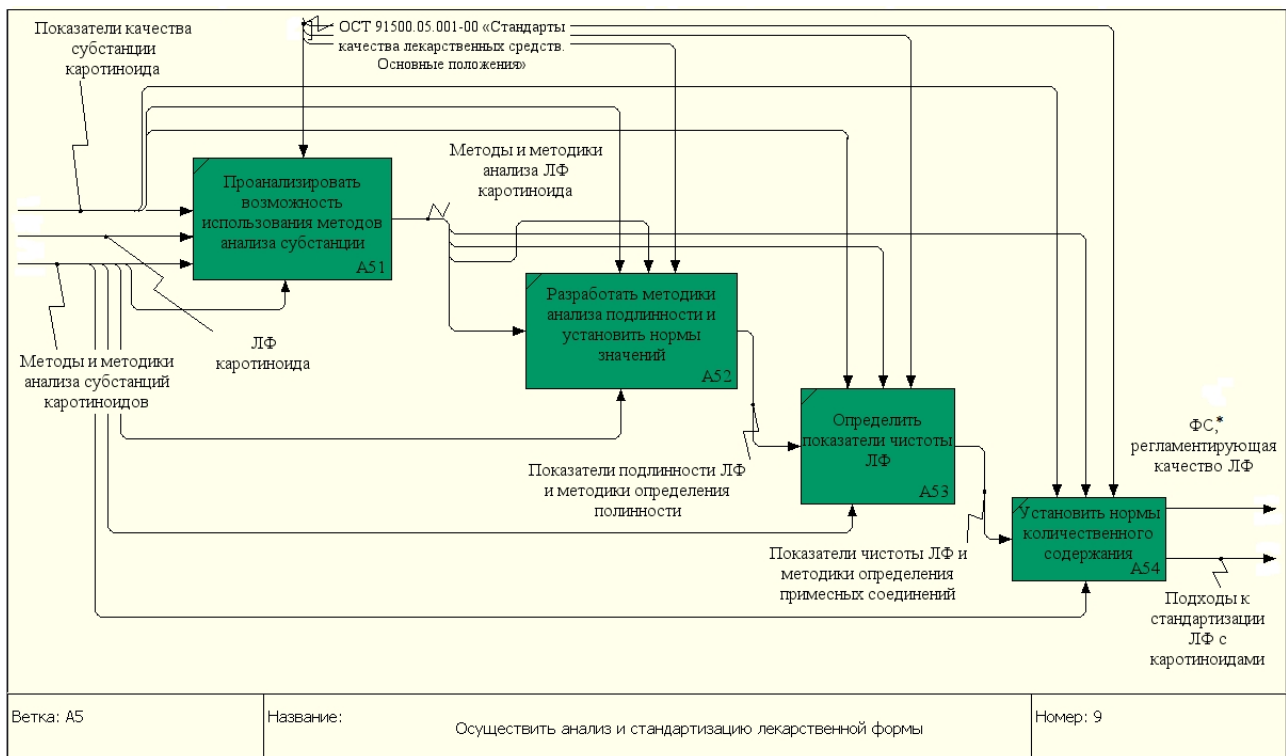 Показатели качества
субстанции
каротиноида
ОСТ 91500.05.001-00 «Стандарты
качества лекарственных средств.
Основные положения»
Методы и методики
анализа ЛФ
каротиноида
Проанализировать
возможность
использования методов
анализа субстанции
A51
Разработать методики
анализа подлинности и
установить нормы
значений
A52
ЛФ
каротиноида
Методы и методики
анализа субстанций
каротиноидов
Определить
показатели чистоты
ЛФ
A53
ФС,*
регламентирующая
качество ЛФ
Показатели подлинности ЛФ
и методики определения
полинности
Установить нормы
количественного
содержания
A54
Показатели чистоты ЛФ и
методики определения
примесных соединений
Подходы к
стандартизации
ЛФ с
каротиноидами
Ветка: A5
Название:
Осуществить анализ и стандартизацию лекарственной формы
Номер: 9